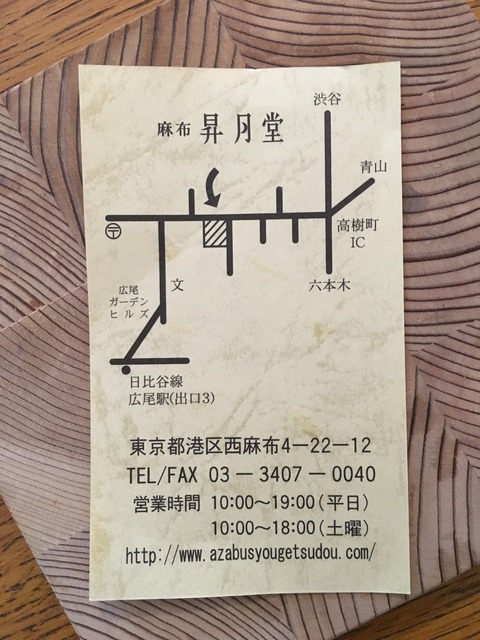 渋谷
麻布 昇月堂
青山
高樹町
IC
〒
六本木
文
広尾
ガーデン
ヒルズ
日比谷線
広尾駅(出口3)
東京都港区西麻布4-22-12
TEL/FAX 03-3407-0040
営業時間 10:00～19:00(平日)
10:00～18:00(土曜)
http://www.azabusyougetsudou.com/